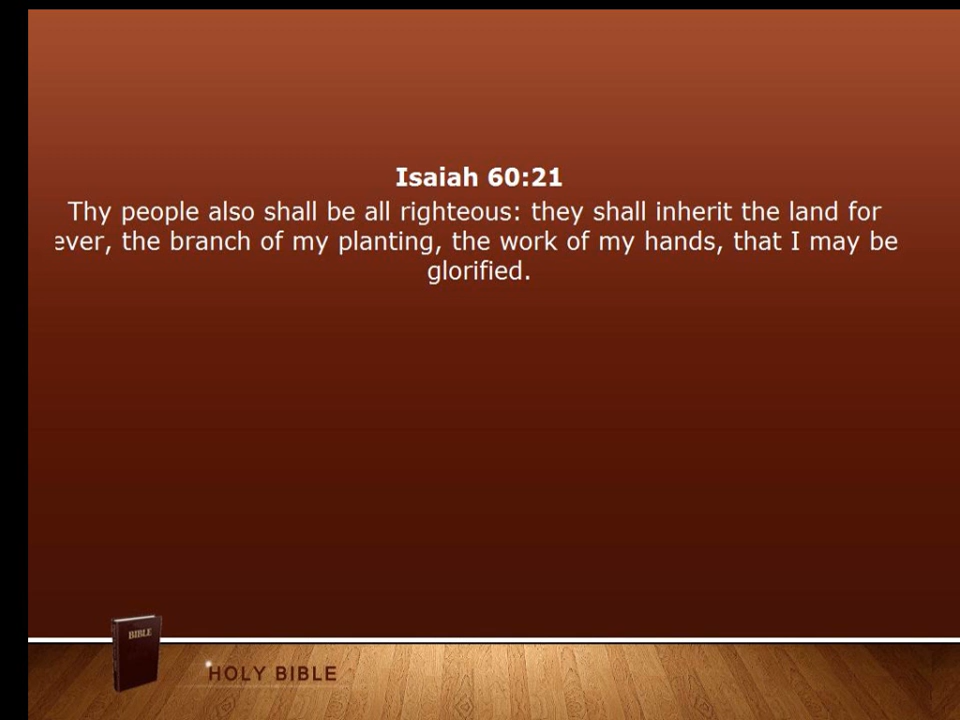 Isaiah 60:21
Thy people also shall be all righteous: they shall inherit the land for
ever, the branch of my planting, the work of my hands, that I may be
glorified.
BIBLE
HOLY BIBLE